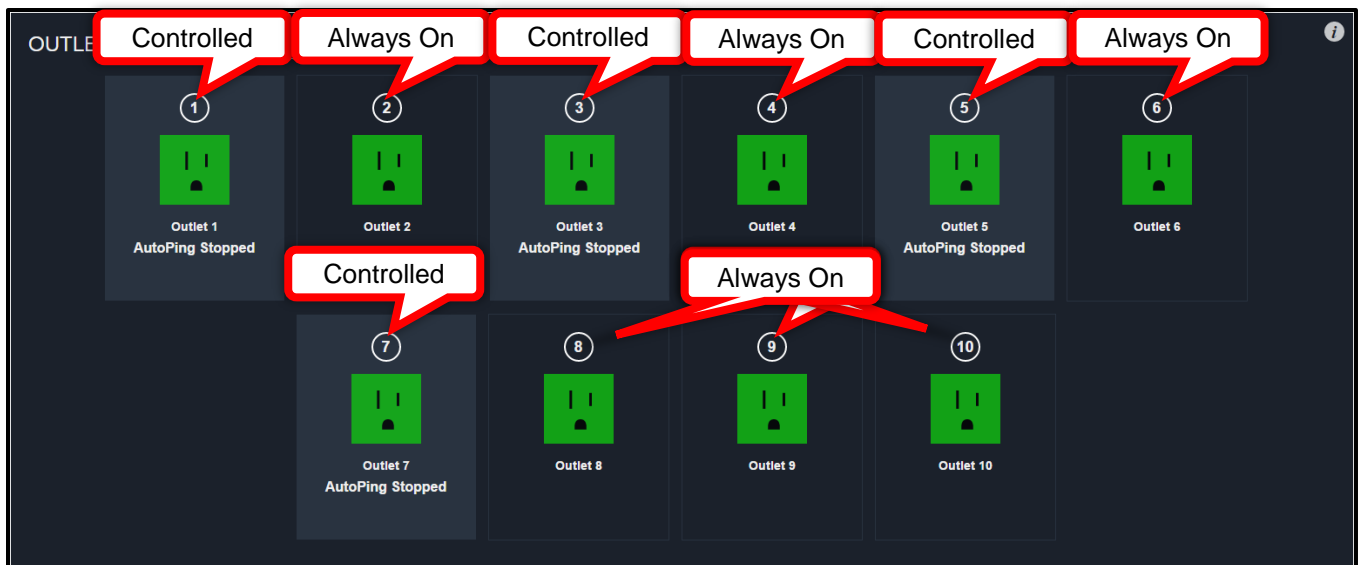 OUTLE
Controlled
Always On
Controlled
Always On
Controlled
Always On
i
1
2
3
4
5
6
Outlet 1
AutoPing Stopped
Outlet 2
Outlet 3
AutoPing Stopped
Outlet 4
Outlet 5
AutoPing Stopped
Outlet 6
Controlled
Always On
7
8
9
10
Outlet 7
AutoPing Stopped
Outlet 8
Outlet 9
Outlet 10